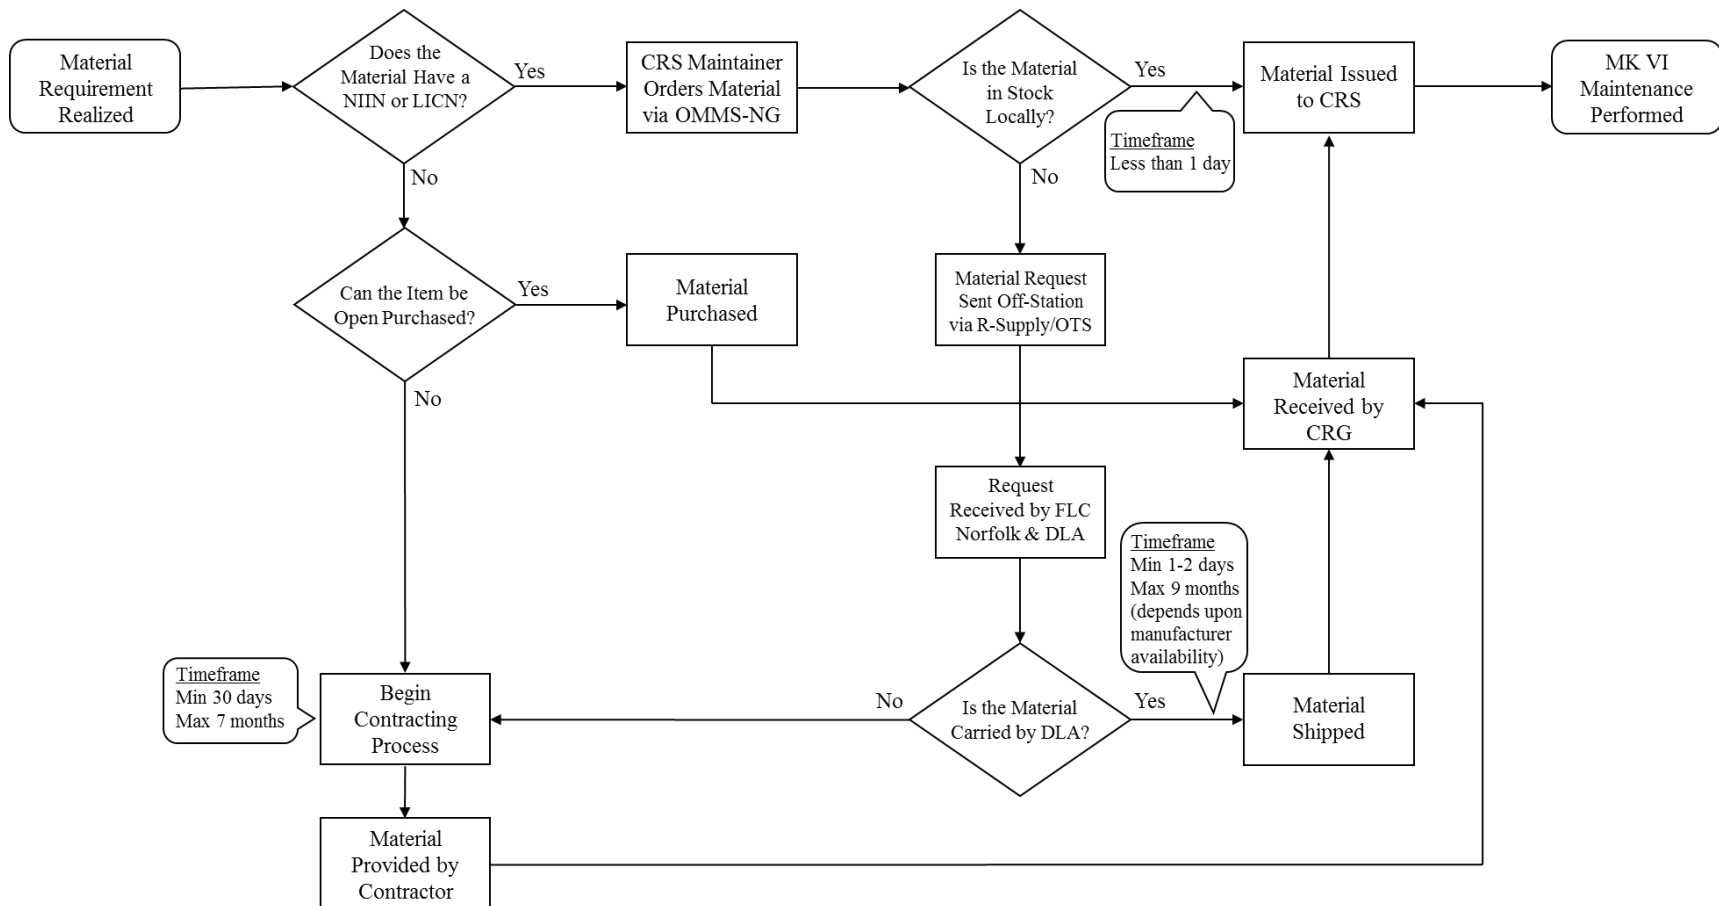 Material
Requirement
Realized
Does the
Material Have a
NIIN or LICN?
Yes
No
CRS Maintainer
Orders Material
via OMMS-NG
Is the Material
in Stock
Locally?
Yes
No
Timeframe
Less than 1 day
Material Issued
to CRS
MK VI
Maintenance
Performed
Can the Item be
Open Purchased?
Yes
No
Material
Purchased
Material Request
Sent Off-Station
via R-Supply/OTS
Material
Received by
CRG
Request
Received by FLC
Norfolk & DLA
Timeframe
Min 1-2 days
Max 9 months
(depends upon
manufacturer
availability)
Timeframe
Min 30 days
Max 7 months
Begin
Contracting
Process
No
Is the Material
Carried by DLA?
Yes
Material
Shipped
Material
Provided by
Contractor